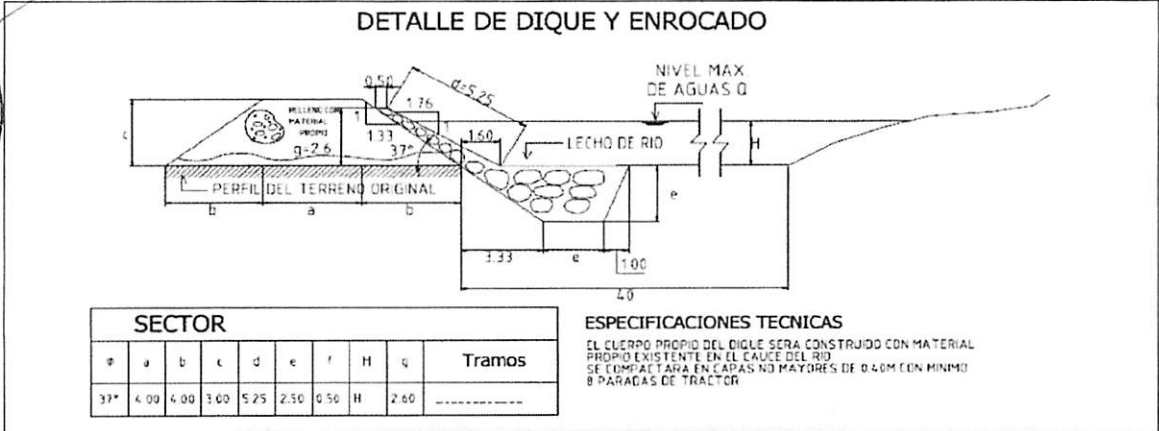 DETALLE DE DIQUE Y ENROCADO
NIVEL MAX
DE AGUAS Q
0.50
d=5.25
1.76
RELLENO CON
MATERIAL
PROPIO
1
1.33
1
1.60
g=2.6
37°
LECHO DE RIO
H
PERFIL DEL TERRENO ORIGINAL
b
a
b
e
3.33
e
1.00
40
SECTOR
a b c d e f H q Tramos
37° 4.00 4.00 3.00 5.25 2.50 0.50 H 2.60 ------------
ESPECIFICACIONES TECNICAS
EL CUERPO PROPIO DEL DIQUE SERA CONSTRUIDO CON MATERIAL
PROPIO EXISTENTE EN EL CAUCE DEL RIO
SE COMPACTARA EN CAPAS NO MAYORES DE 0.40M CON MINIMO
8 PARADAS DE TRACTOR